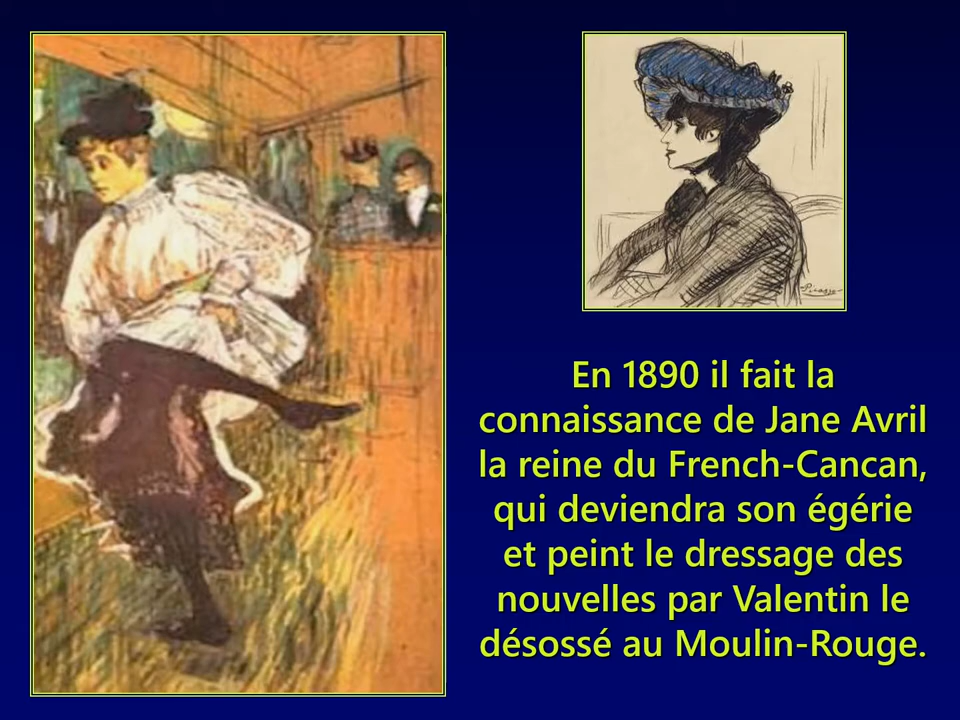 Picasso
En 1890 il fait la
connaissance de Jane Avril
la reine du French-Cancan,
qui deviendra son égérie
et peint le dressage des
nouvelles par Valentin le
désossé au Moulin-Rouge.